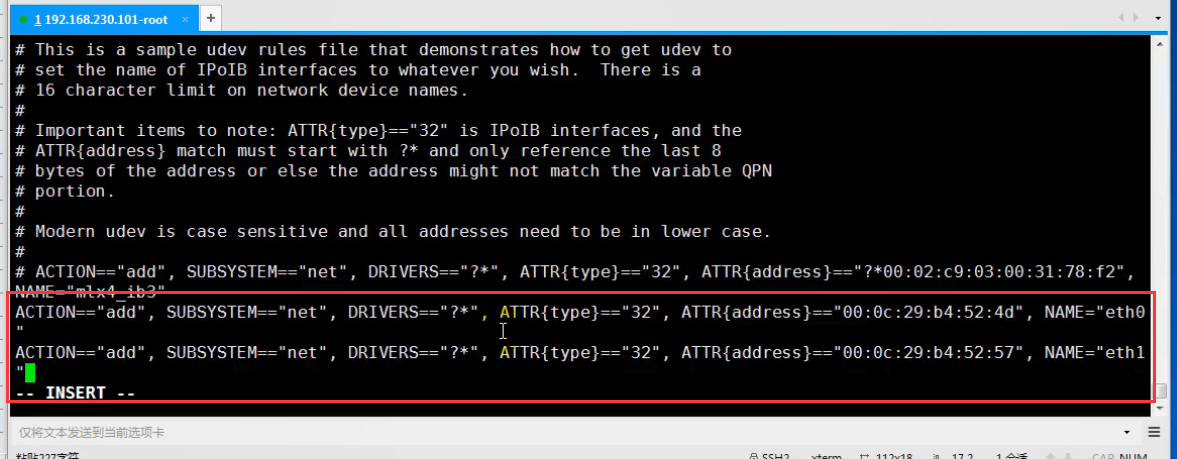 1 192.168.230.101-root × +
# This is a sample udev rules file that demonstrates how to get udev to
# set the name of IPoIB interfaces to whatever you wish.  There is a
# 16 character limit on network device names.
#
# Important items to note: ATTR{type}=="32" is IPoIB interfaces, and the
# ATTR{address} match must start with ?* and only reference the last 8
# bytes of the address or else the address might not match the variable QPN
# portion.
#
# Modern udev is case sensitive and all addresses need to be in lower case.
#
# ACTION=="add", SUBSYSTEM=="net", DRIVERS=="?*", ATTR{type}=="32", ATTR{address}=="?*00:02:c9:03:00:31:78:f2",
NAME="mlx4_ib3"
ACTION=="add", SUBSYSTEM=="net", DRIVERS=="?*", ATTR{type}=="32", ATTR{address}=="00:0c:29:b4:52:4d", NAME="eth0
"
ACTION=="add", SUBSYSTEM=="net", DRIVERS=="?*", ATTR{type}=="32", ATTR{address}=="00:0c:29:b4:52:57", NAME="eth1
"
-- INSERT --
仅将文本发送到当前选项卡
粘贴227字符 SSH2 xterm 112x18 17,2 1 会话 CAP NUM